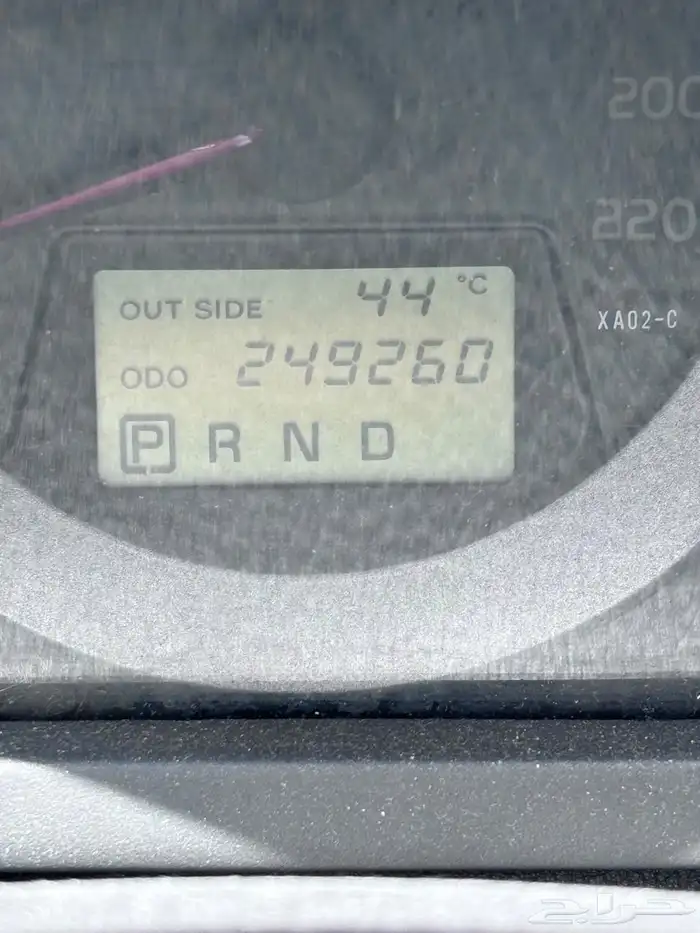 200
220
OUT SIDE 44 °C
XA02-C
ODO 249260
P R N D
حراج